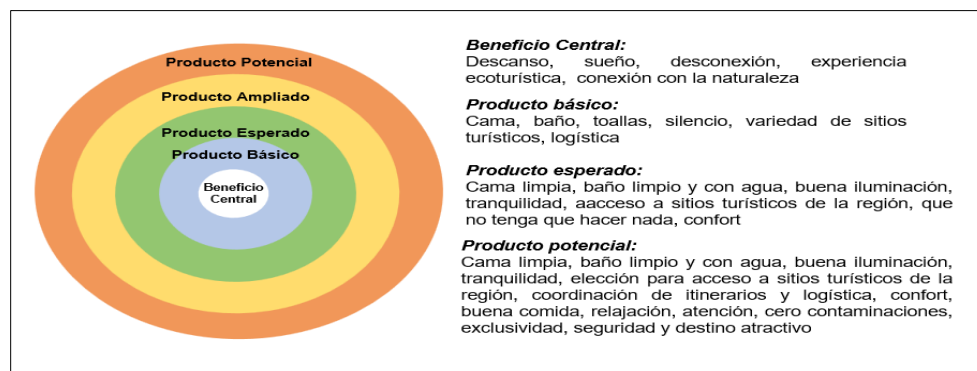 Producto Potencial
Producto Ampliado
Producto Esperado
Producto Básico
Beneficio
Central
Beneficio Central:
Descanso, sueño, desconexión, experiencia
ecoturística, conexión con la naturaleza
Producto básico:
Cama, baño, toallas, silencio, variedad de sitios
turísticos, logística
Producto esperado:
Cama limpia, baño limpio y con agua, buena iluminación,
tranquilidad, aacceso a sitios turísticos de la región, que
no tenga que hacer nada, confort
Producto potencial:
Cama limpia, baño limpio y con agua, buena iluminación,
tranquilidad, elección para acceso a sitios turísticos de la
región, coordinación de itinerarios y logística, confort,
buena comida, relajación, atención, cero contaminaciones,
exclusividad, seguridad y destino atractivo